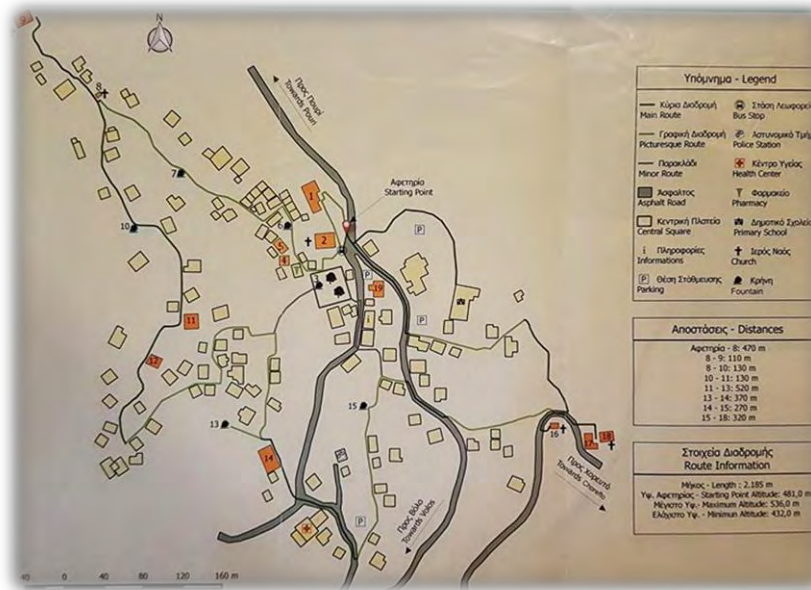 9
N
8
Προς Πουρί
Towards Pouri
7
1
Αφετηρία
Starting Point
10
6
2
5
4
P
3
P
19
i
11
P
12
15
13
14
16
17
18
P
Προς Βόλο
Towards Volos
Προς Χορευτό
Towards Chorefto
40 0 40 80 120 160 m
Υπόμνημα - Legend
Κύρια Διαδρομή
Main Route
Γραφική Διαδρομή
Picturesque Route
Παρακλάδι
Minor Route
Άσφαλτος
Asphalt Road
Κεντρική Πλατεία
Central Square
i Πληροφορίες
Informations
P Θέση Στάθμευσης
Parking
Στάση Λεωφορεί
Bus Stop
Αστυνομικό Τμή
Police Station
Κέντρο Υγείας
Health Center
Φαρμακείο
Pharmacy
Δημοτικό Σχολεί
Primary School
Ιερός Ναός
Church
Κρήνη
Fountain
Αποστάσεις - Distances
Αφετηρία - 8: 470 m
8 - 9: 110 m
8 - 10: 130 m
10 - 11: 130 m
11 - 13: 520 m
13 - 14: 370 m
14 - 15: 270 m
15 - 18: 320 m
Στοιχεία Διαδρομής
Route Information
Μήκος - Length : 2.185 m
Υψ. Αφετηρίας - Starting Point Altitude: 481,0 m
Μέγιστο Υψ.- Maximum Altitude: 536,0 m
Ελάχιστο Υψ. - Minimun Altitude: 432,0 m